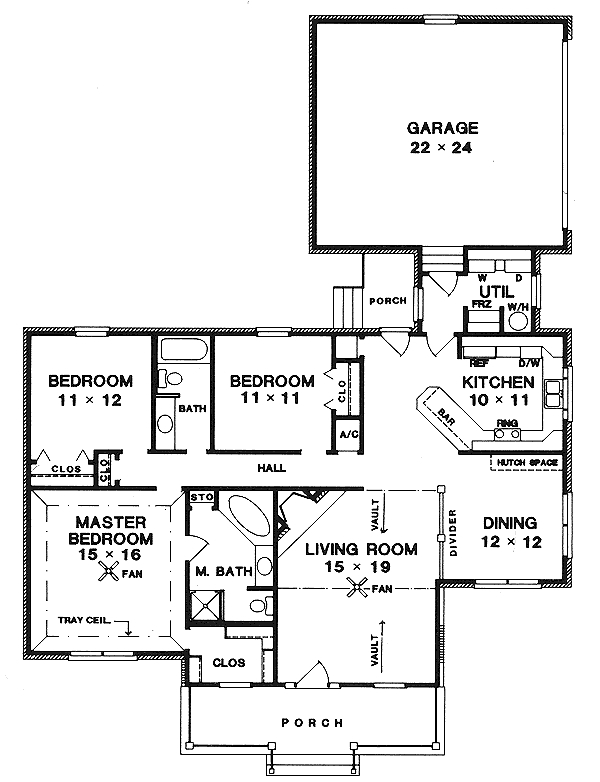 GARAGE
22 × 24
W D
UTIL
FRZ
W/H
PORCH
BEDROOM
11 × 12
BATH
BEDROOM
11 × 11
CLO
REF
D/W
KITCHEN
10 × 11
BAR
RNG
A/C
CLOS
CLO
HALL
HUTCH SPACE
STO
MASTER
BEDROOM
15 × 16
FAN
TRAY CEIL.
M. BATH
VAULT
LIVING ROOM
15 × 19
FAN
VAULT
DIVIDER
DINING
12 × 12
CLOS
PORCH